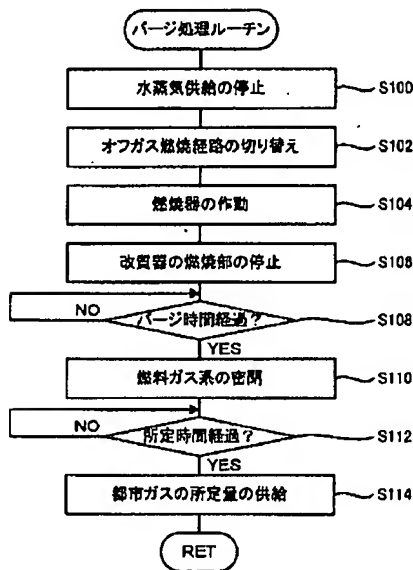 パージ処理ルーチン
水蒸気供給の停止 S100
オフガス燃焼経路の切り替え S102
燃焼器の作動 S104
改質器の燃焼部の停止 S106
NO パージ時間経過? S108
YES
燃料ガス系の密閉 S110
NO 所定時間経過? S112
YES
都市ガスの所定量の供給 S114
RET